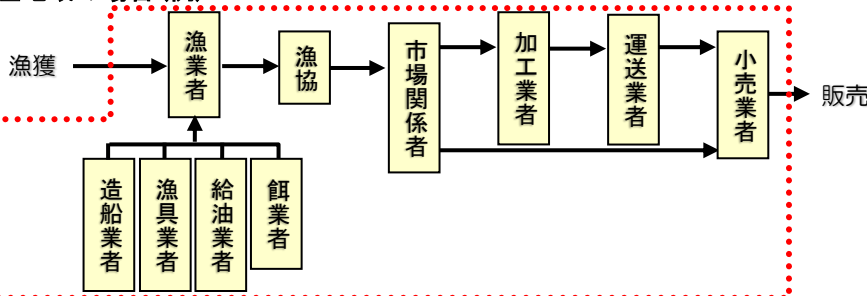 漁獲
漁業者
漁協
市場関係者
加工業者
運送業者
小売業者
販売
造船業者
漁具業者
給油業者
餌業者